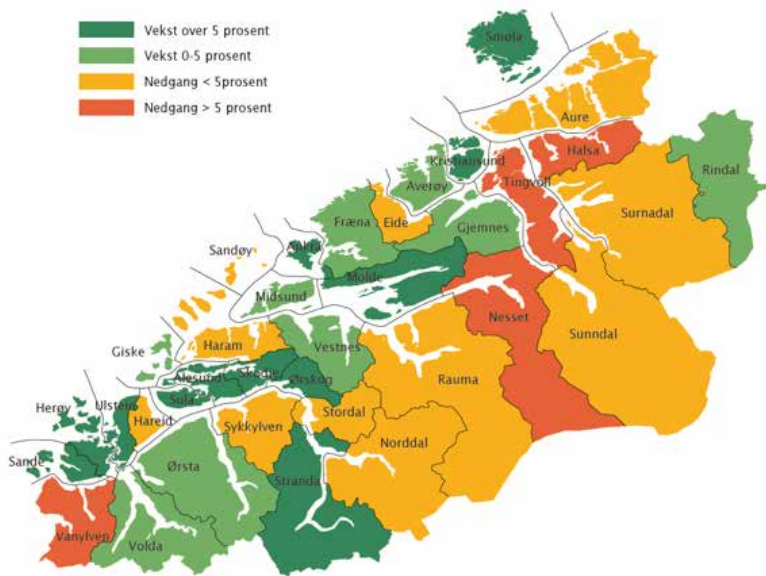 Vekst over 5 prosent
Vekst 0-5 prosent
Nedgang < 5prosent
Nedgang > 5 prosent
Smøla
Aure
Halsa
Kristiansund
Rindal
Averøy
Tingvoll
Surnadal
Fræna
Eide
Gjemnes
Sandøy
Aukra
Molde
Midsund
Nesset
Sunndal
Haram
Vestnes
Giske
Rauma
Ålesund
Skodje
Ørskog
Sula
Herøy
Ulstein
Hareid
Stordal
Sykkylven
Norddal
Sande
Ørsta
Stranda
Vanylven
Volda